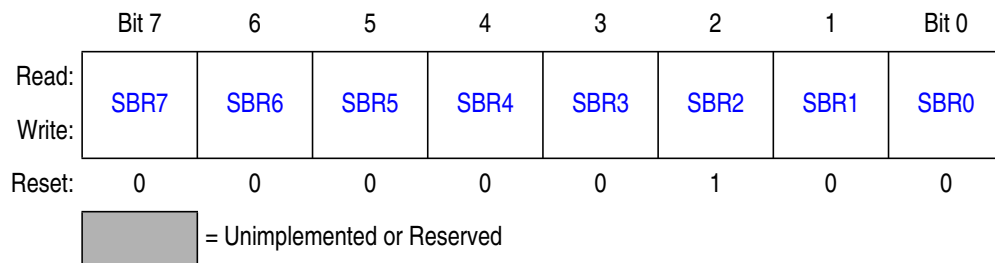 Bit 7 6 5 4 3 2 1 Bit 0
Read:
SBR7 SBR6 SBR5 SBR4 SBR3 SBR2 SBR1 SBR0
Write:
Reset: 0 0 0 0 0 1 0 0
= Unimplemented or Reserved